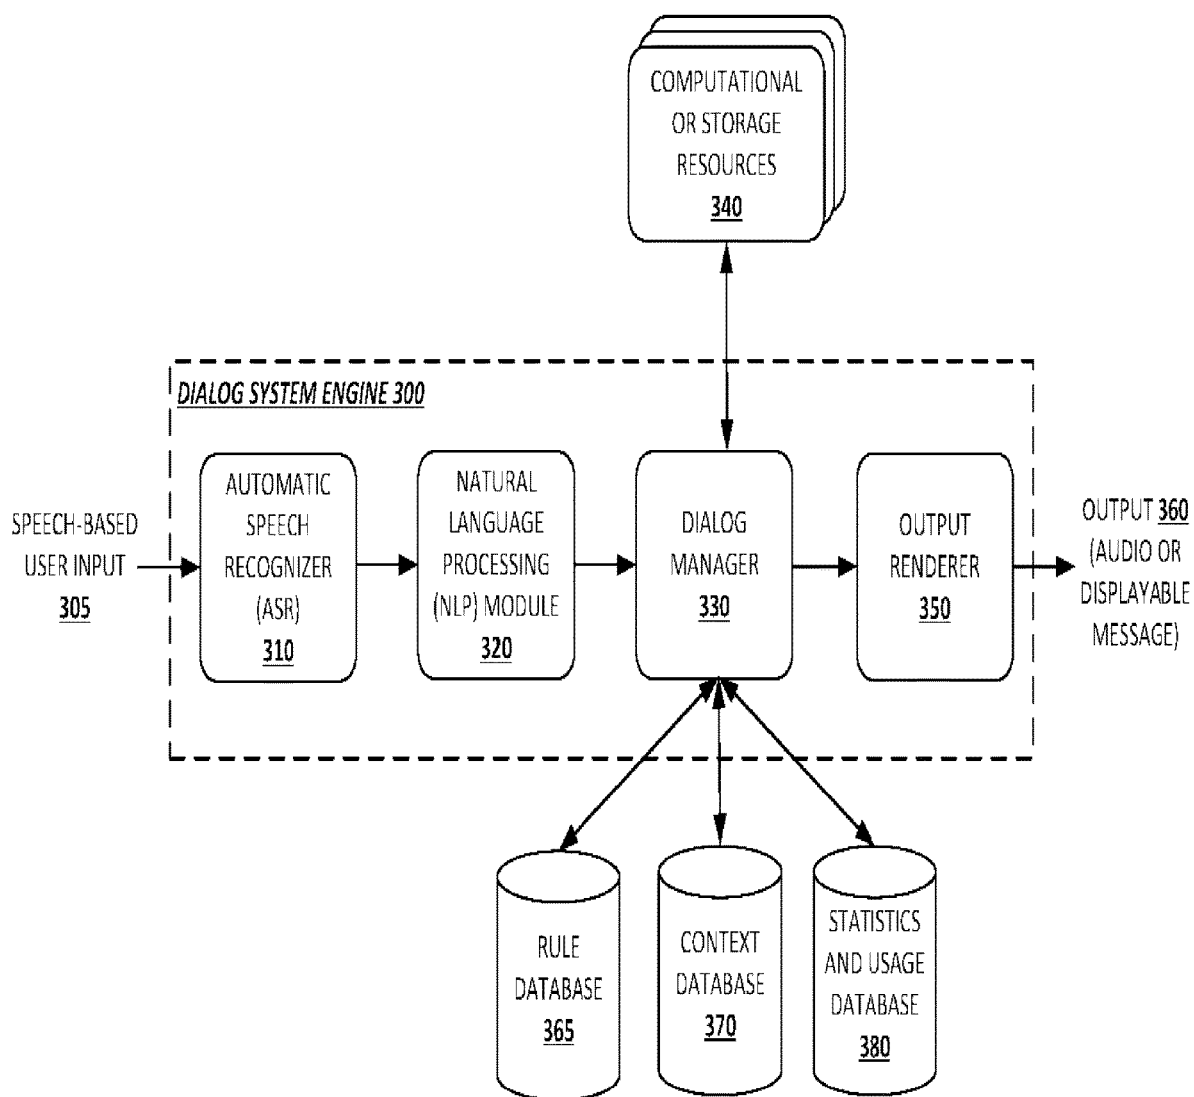 COMPUTATIONAL
OR STORAGE
RESOURCES
340
DIALOG SYSTEM ENGINE 300
SPEECH-BASED
USER INPUT
305
AUTOMATIC
SPEECH
RECOGNIZER
(ASR)
310
NATURAL
LANGUAGE
PROCESSING
(NLP) MODULE
320
DIALOG
MANAGER
330
OUTPUT
RENDERER
350
OUTPUT 360
(AUDIO OR
DISPLAYABLE
MESSAGE)
RULE
DATABASE
365
CONTEXT
DATABASE
370
STATISTICS
AND USAGE
DATABASE
380